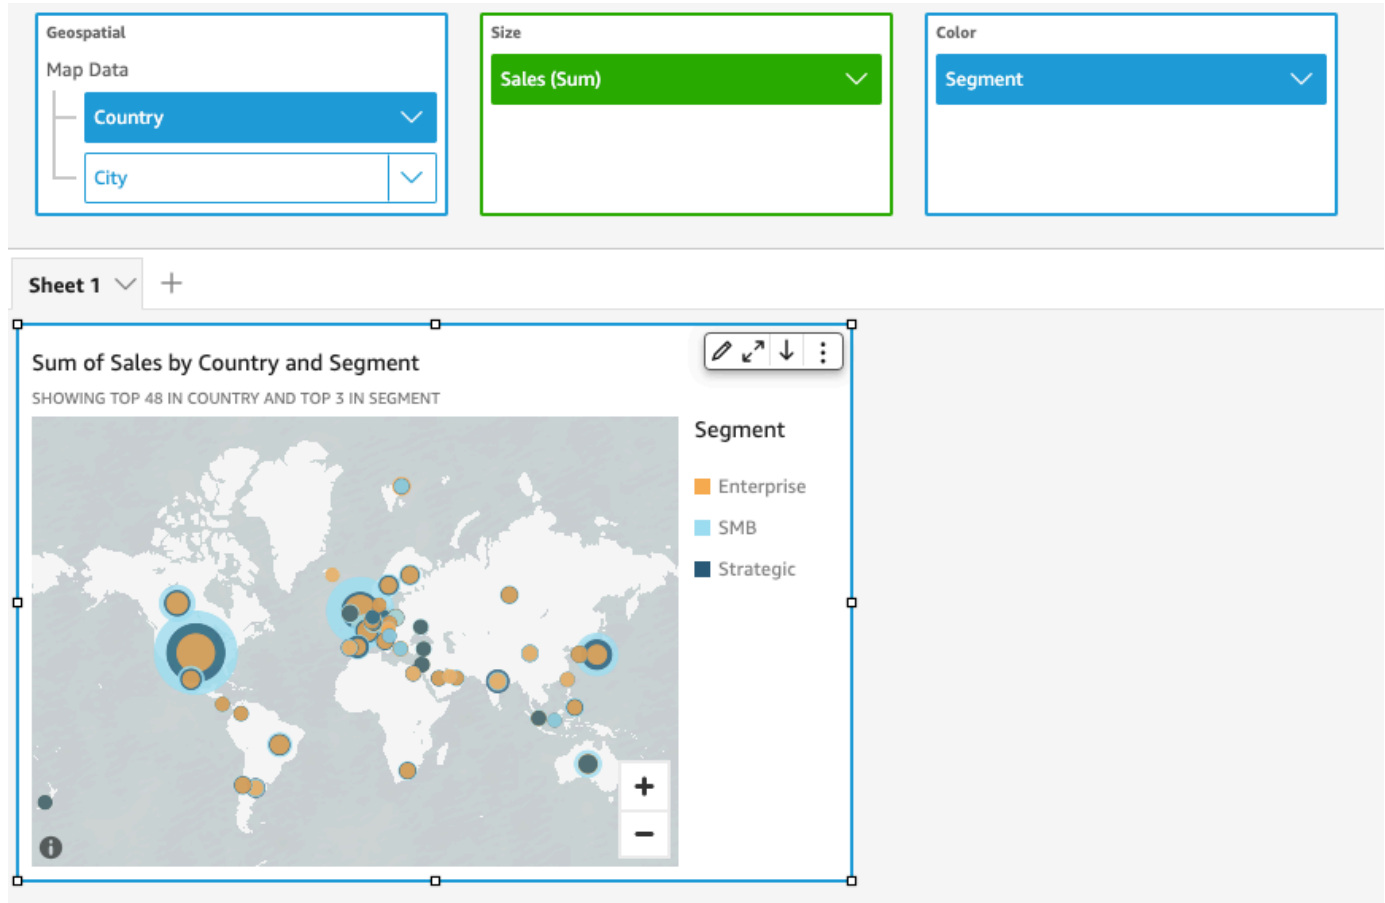 Geospatial
Map Data
Country
City
Size
Sales (Sum)
Color
Segment
Sheet 1
Sum of Sales by Country and Segment
SHOWING TOP 48 IN COUNTRY AND TOP 3 IN SEGMENT
Segment
Enterprise
SMB
Strategic